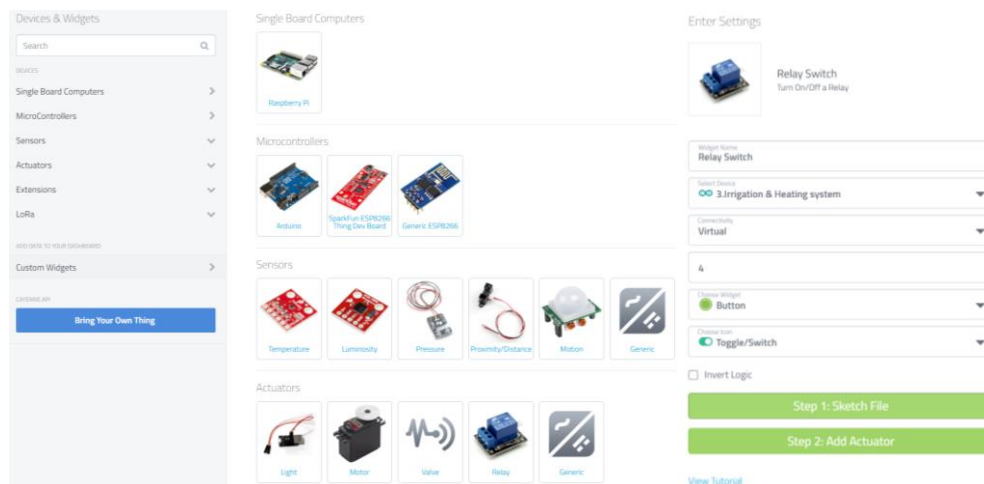 Devices & Widgets
Search
DEVICES
Single Board Computers
MicroControllers
Sensors
Actuators
Extensions
LoRa
ADD DATA TO YOUR DASHBOARD
Custom Widgets
CAYENNE API
Bring Your Own Thing
Single Board Computers
Raspberry Pi
Microcontrollers
Arduino
SparkFun ESP8266
Thing Dev Board
Generic ESP8266
Sensors
Temperature
Luminosity
Pressure
Proximity/Distance
Motion
Generic
Actuators
Light
Motor
Valve
Relay
Generic
Enter Settings
Relay Switch
Turn On/Off a Relay
Widget Name
Relay Switch
Select Device
3.Irrigation & Heating system
Connectivity
Virtual
4
Choose Widget
Button
Choose Icon
Toggle/Switch
Invert Logic
Step 1: Sketch File
Step 2: Add Actuator
View Tutorial